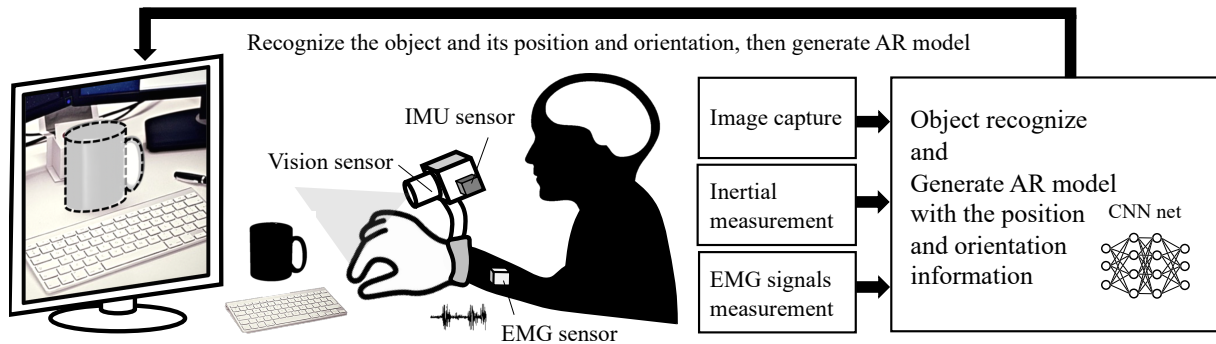 Recognize the object and its position and orientation, then generate AR model
IMU sensor
Vision sensor
EMG sensor
Image capture
Inertial
measurement
EMG signals
measurement
Object recognize
and
Generate AR model
with the position
and orientation
information
CNN net